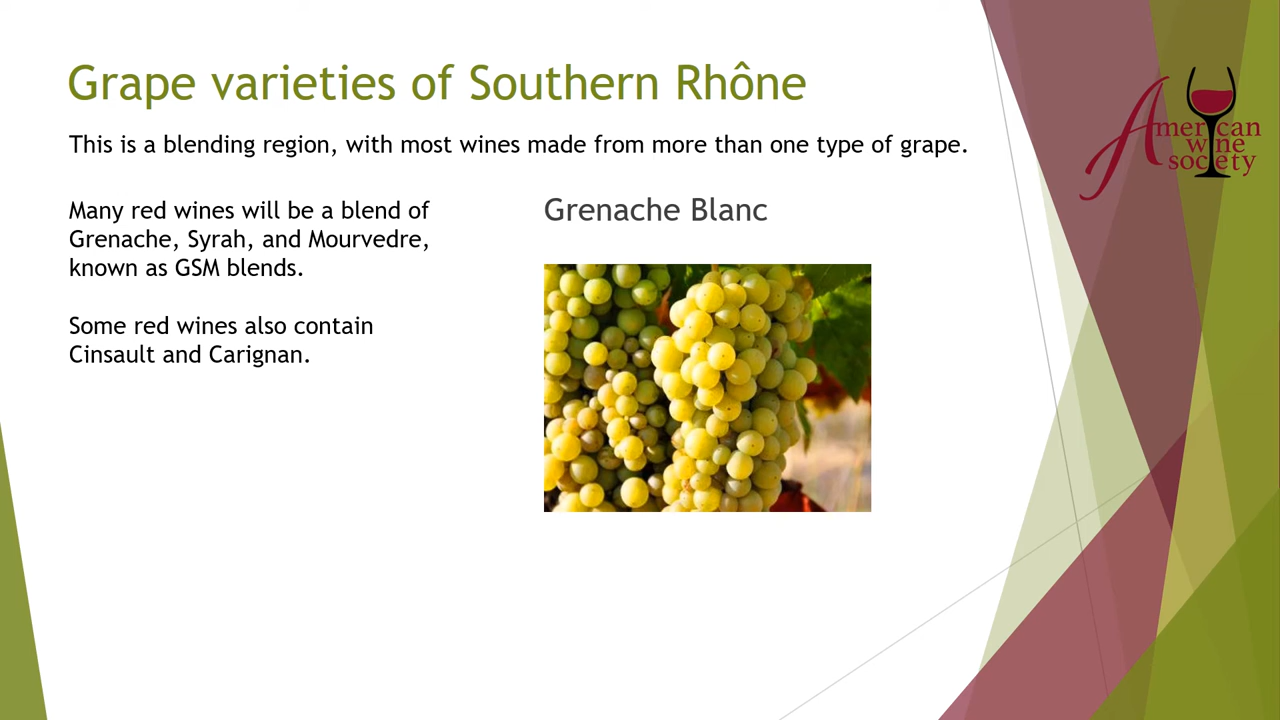 Grape varieties of Southern Rhône
This is a blending region, with most wines made from more than one type of grape.
Many red wines will be a blend of
Grenache, Syrah, and Mourvedre,
known as GSM blends.
Some red wines also contain
Cinsault and Carignan.
Grenache Blanc
American
wine
society